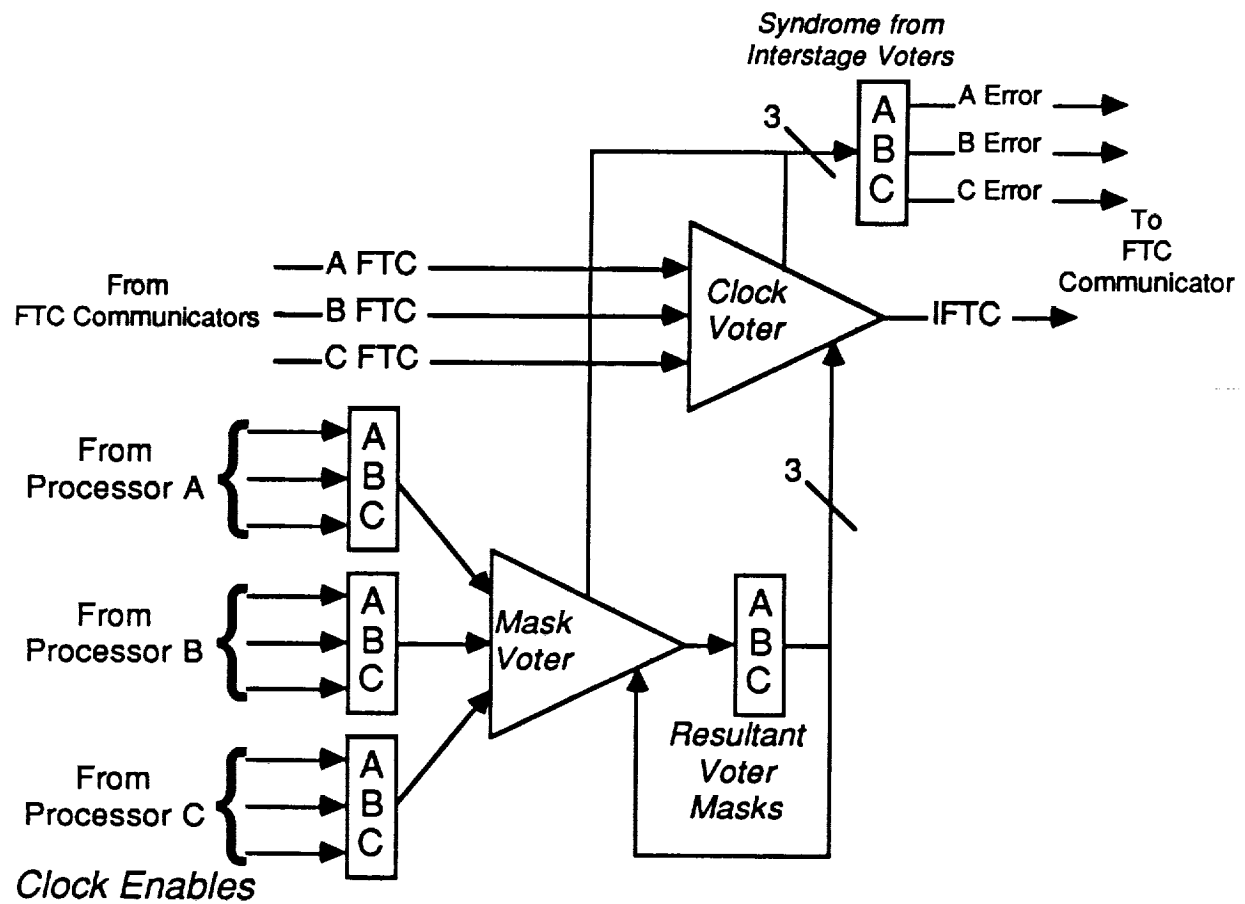 Syndrome from
Interstage Voters
3
A
B
C
A Error
B Error
C Error
To
FTC
Communicator
From
FTC Communicators
A FTC
B FTC
C FTC
Clock
Voter
IFTC
From
Processor A
A
B
C
3
From
Processor B
A
B
C
Mask
Voter
A
B
C
Resultant
Voter
Masks
From
Processor C
A
B
C
Clock Enables